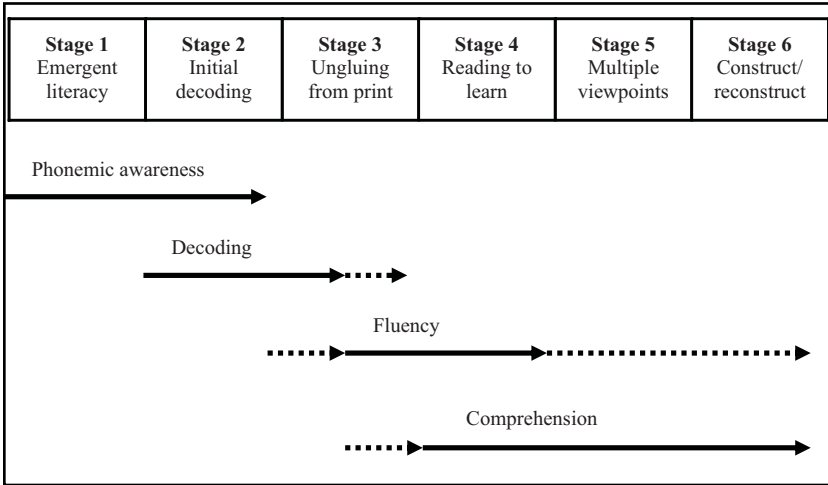 Stage 1
Emergent
literacy
Stage 2
Initial
decoding
Stage 3
Ungluing
from print
Stage 4
Reading to
learn
Stage 5
Multiple
viewpoints
Stage 6
Construct/
reconstruct
Phonemic awareness
Decoding
Fluency
Comprehension